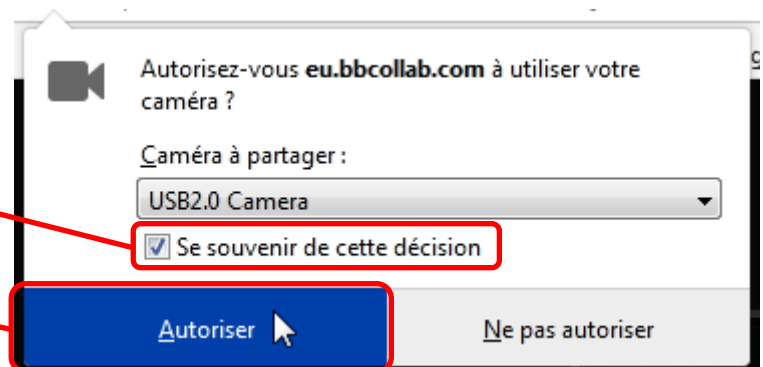 Autorisez-vous eu.bbcollab.com à utiliser votre
caméra ?
Caméra à partager :
USB2.0 Camera
Se souvenir de cette décision
Autoriser
Ne pas autoriser